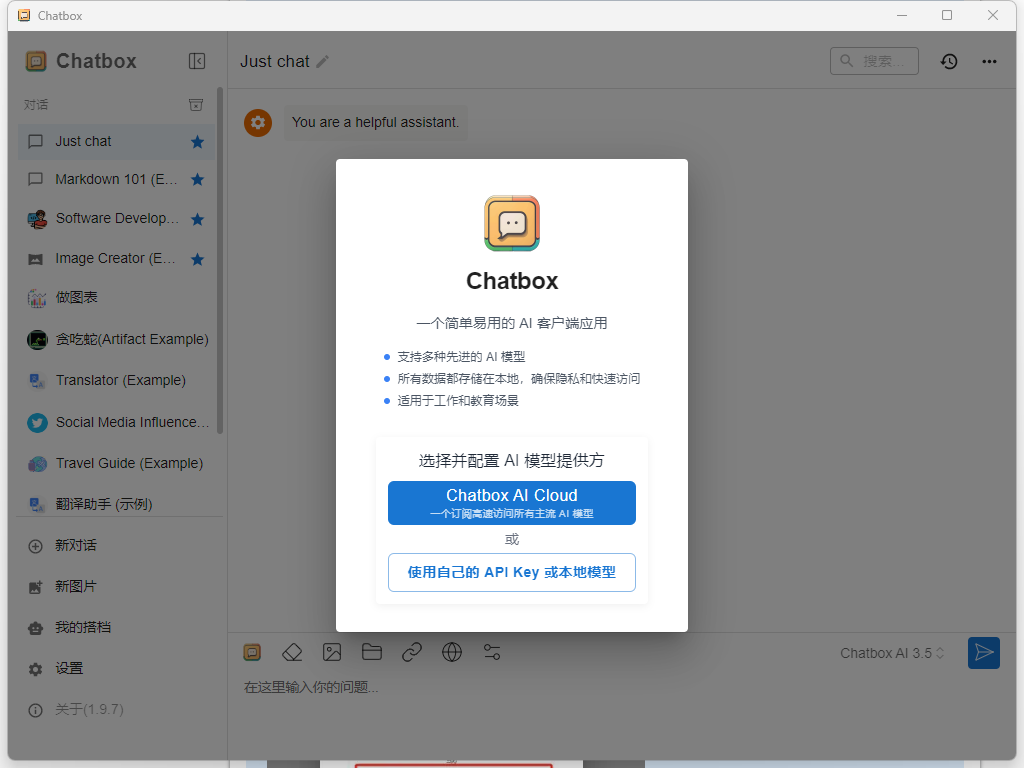 Chatbox
Chatbox
对话
Just chat
Markdown 101 (E...
Software Develop...
Image Creator (E...
做图表
贪吃蛇(Artifact Example)
Translator (Example)
Social Media Influence...
Travel Guide (Example)
翻译助手 (示例)
新对话
新图片
我的搭档
设置
关于(1.9.7)
Just chat
搜索...
You are a helpful assistant.
Chatbox
一个简单易用的 AI 客户端应用
支持多种先进的 AI 模型
所有数据都存储在本地，确保隐私和快速访问
适用于工作和教育场景
选择并配置 AI 模型提供方
Chatbox AI Cloud
一个订阅高速访问所有主流 AI 模型
或
使用自己的 API Key 或本地模型
Chatbox AI 3.5
在这里输入你的问题...